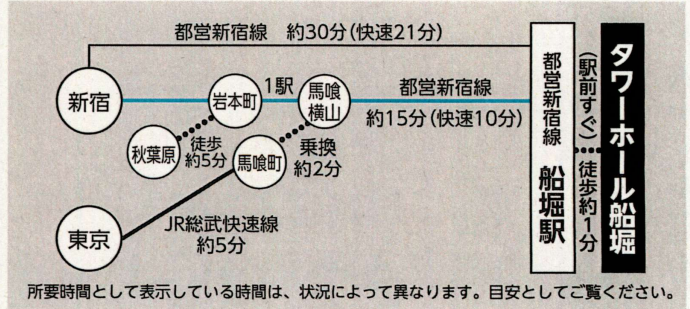 都営新宿線 約30分(快速21分)
新宿
岩本町
1駅
馬喰
横山
都営新宿線
約15分(快速10分)
秋葉原
徒歩
約5分
馬喰町
乗換
約2分
東京
JR総武快速線
約5分
都営新宿線 船堀駅
(駅前すぐ)
徒歩約1分
タワーホール船堀
所要時間として表示している時間は、状況によって異なります。目安としてご覧ください。